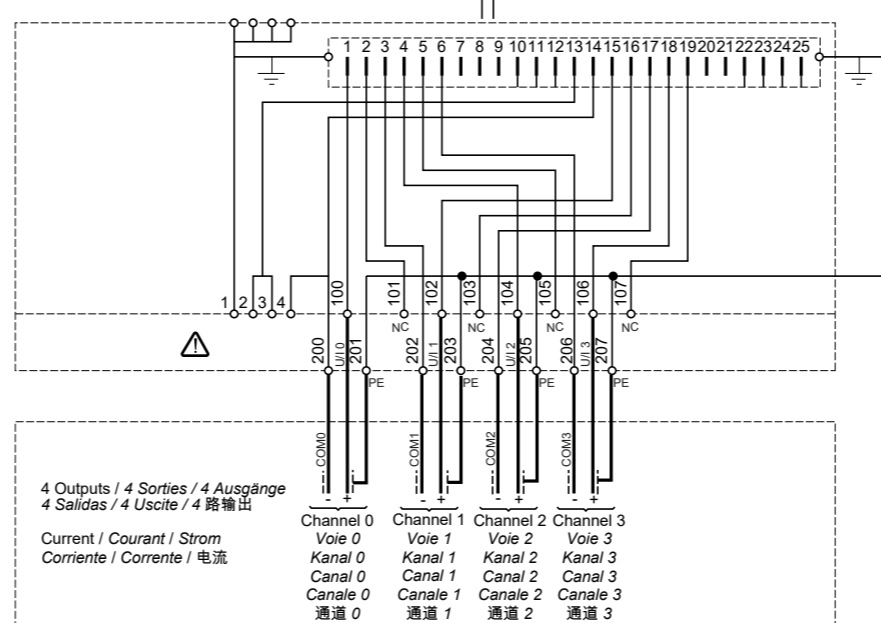 1 2 3 4 5 6 7 8 9 10 11 12 13 14 15 16 17 18 19 20 21 22 23 24 25
1 2 3 4 100 101 102 103 104 105 106 107
NC NC NC NC
200 U/I 0 201 202 U/I 1 203 204 U/I 2 205 206 U/I 3 207
PE PE PE PE
COM0 COM1 COM2 COM3
- + - + - + - +
4 Outputs / 4 Sorties / 4 Ausgänge
4 Salidas / 4 Uscite / 4 路输出
Current / Courant / Strom
Corriente / Corrente / 电流
Channel 0 Channel 1 Channel 2 Channel 3
Voie 0 Voie 1 Voie 2 Voie 3
Kanal 0 Kanal 1 Kanal 2 Kanal 3
Canal 0 Canal 1 Canal 2 Canal 3
Canale 0 Canale 1 Canale 2 Canale 3
通道 0 通道 1 通道 2 通道 3